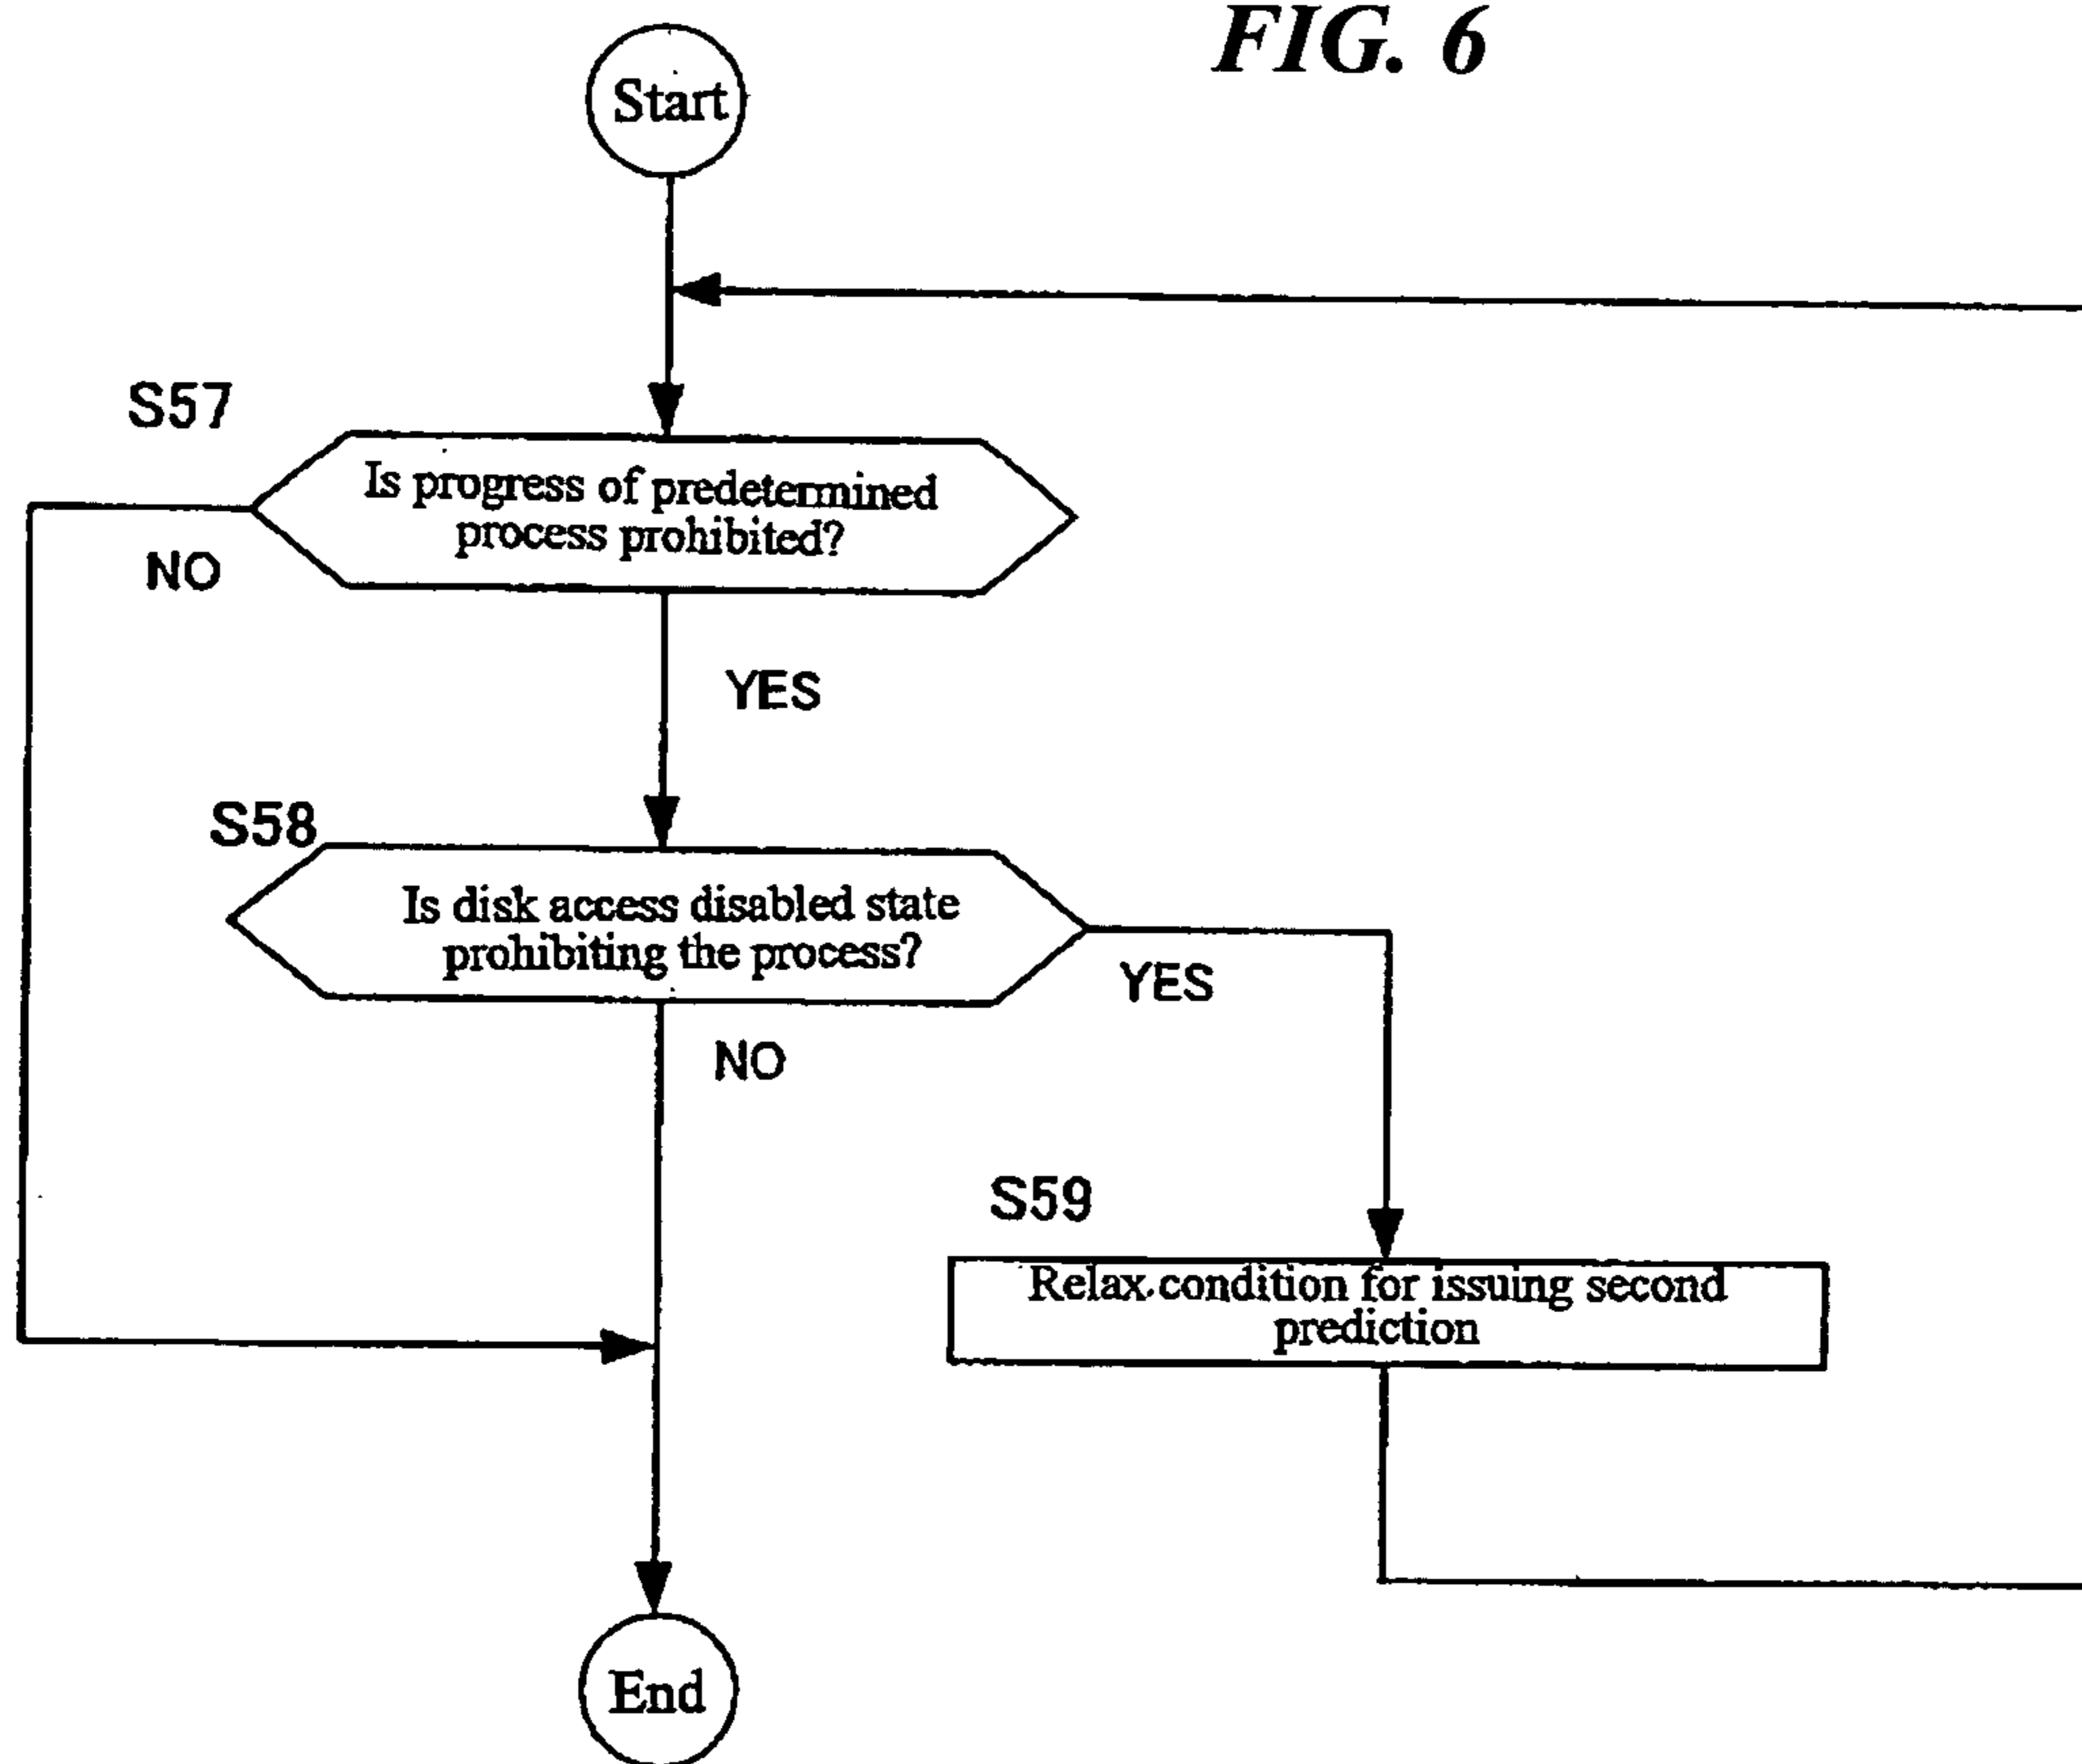 FIG. 6
Start
S57
Is progress of predetermined
process prohibited?
NO
YES
S58
Is disk access disabled state
prohibiting the process?
YES
NO
S59
Relax condition for issuing second
prediction
End